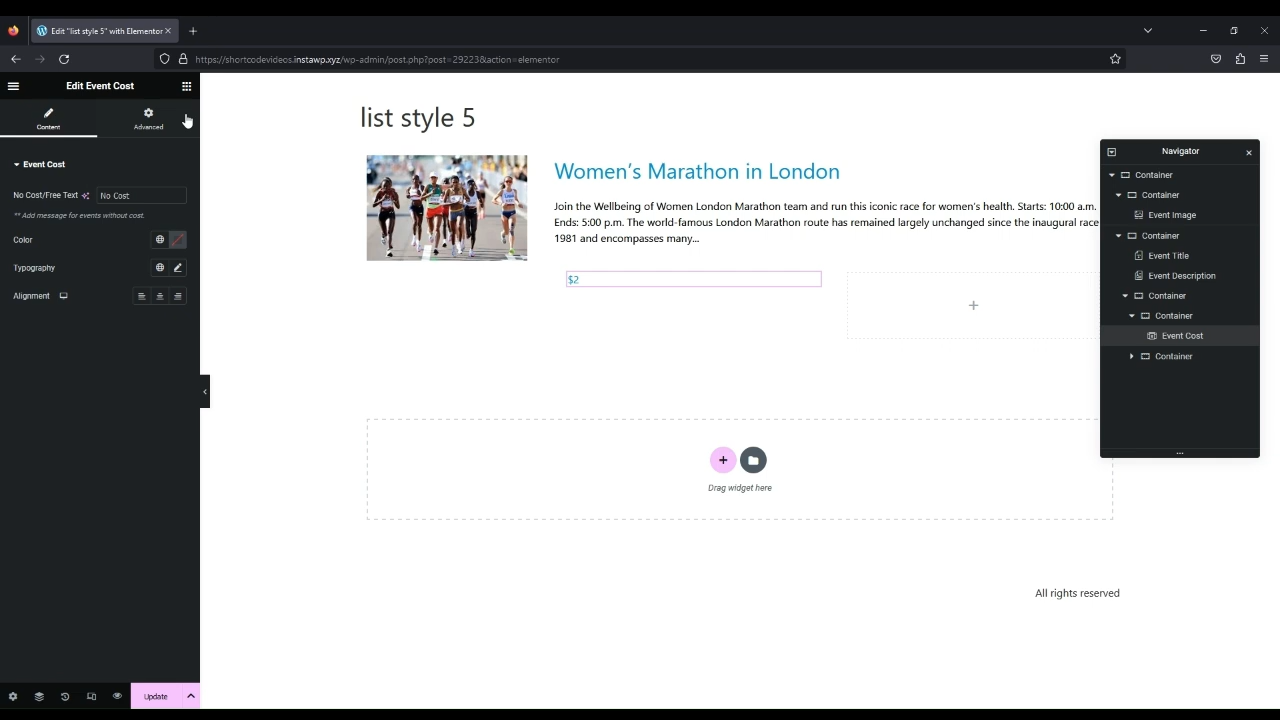 Edit "list style 5" with Elementor
https://shortcodevideos.instawp.xyz/wp-admin/post.php?post=29223&action=elementor
Edit Event Cost
Content
Advanced
Event Cost
No Cost/Free Text
No Cost
** Add message for events without cost.
Color
Typography
Alignment
Update
list style 5
Women's Marathon in London
Join the Wellbeing of Women London Marathon team and run this iconic race for women's health. Starts: 10:00 a.m.
Ends: 5:00 p.m. The world-famous London Marathon route has remained largely unchanged since the inaugural race
1981 and encompasses many...
$2
Drag widget here
All rights reserved
Navigator
Container
Container
Event Image
Container
Event Title
Event Description
Container
Container
Event Cost
Container